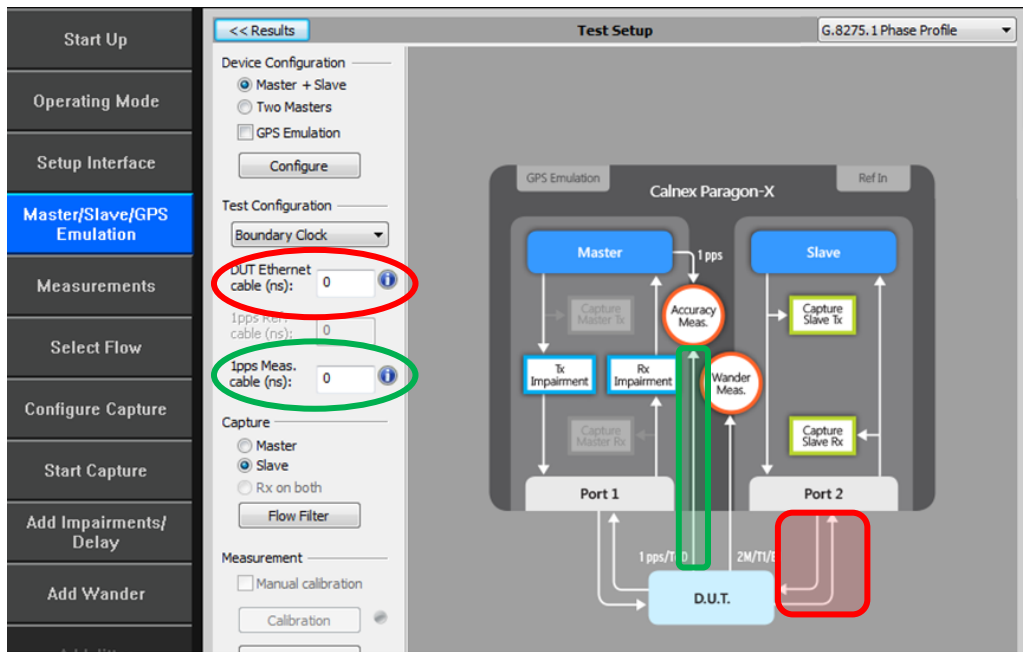 Start Up
Operating Mode
Setup Interface
Master/Slave/GPS
Emulation
Measurements
Select Flow
Configure Capture
Start Capture
Add Impairments/
Delay
Add Wander
<< Results
Test Setup
G.8275.1 Phase Profile
Device Configuration
Master + Slave
Two Masters
GPS Emulation
Configure
Test Configuration
Boundary Clock
DUT Ethernet
cable (ns):
0
1pps Ref.
cable (ns):
0
1pps Meas.
cable (ns):
0
Capture
Master
Slave
Rx on both
Flow Filter
Measurement
Manual calibration
Calibration
GPS Emulation
Ref In
Calnex Paragon-X
Master
1 pps
Slave
Capture
Master Tx
Accuracy
Meas.
Capture
Slave Tx
Tx
Impairment
Rx
Impairment
Wander
Meas.
Capture
Master Rx
Capture
Slave Rx
Port 1
Port 2
1 pps/ToD
2M/T1/E
D.U.T.